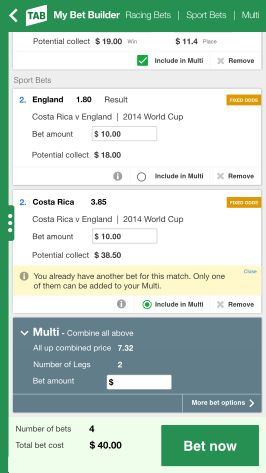 TAB My Bet Builder Racing Bets | Sport Bets | Multi
Potential collect $ 19.00 Win $ 11.4 Place
Include in Multi Remove
Sport Bets
2. England 1.80 Result FIXED ODDS
Costa Rica v England | 2014 World Cup
Bet amount $ 10.00
Potential collect $ 18.00
Include in Multi Remove
2. Costa Rica 3.85 FIXED ODDS
Costa Rica v England | 2014 World Cup
Bet amount $ 10.00
Potential collect $ 38.50
You already have another bet for this match. Only one Close
of them can be added to your Multi.
Include in Multi Remove
Multi - Combine all above
All up combined price 7.32
Number of Legs 2
Bet amount $
More bet options
Number of bets 4
Total bet cost $ 40.00
Bet now